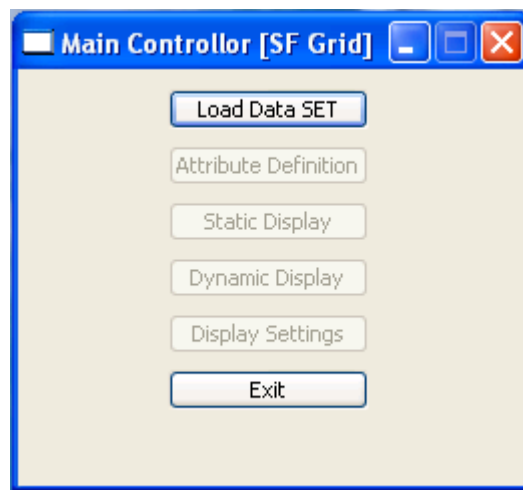 Main Controllor [SF Grid]
Load Data SET
Attribute Definition
Static Display
Dynamic Display
Display Settings
Exit